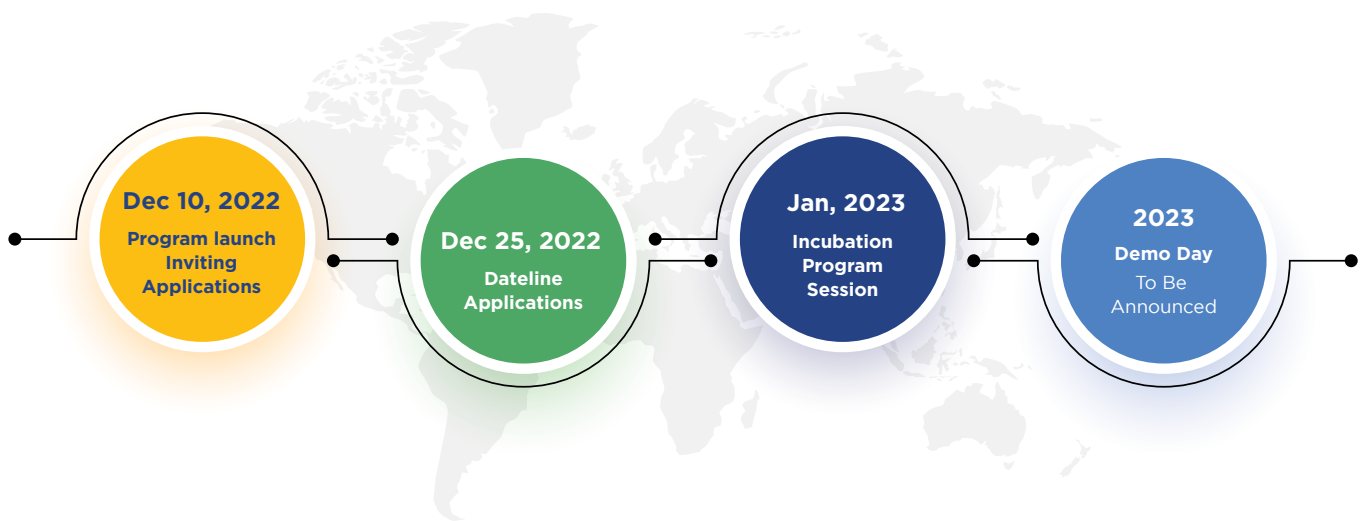 Dec 10, 2022
Program launch
Inviting
Applications
Dec 25, 2022
Dateline
Applications
Jan, 2023
Incubation
Program
Session
2023
Demo Day
To Be
Announced